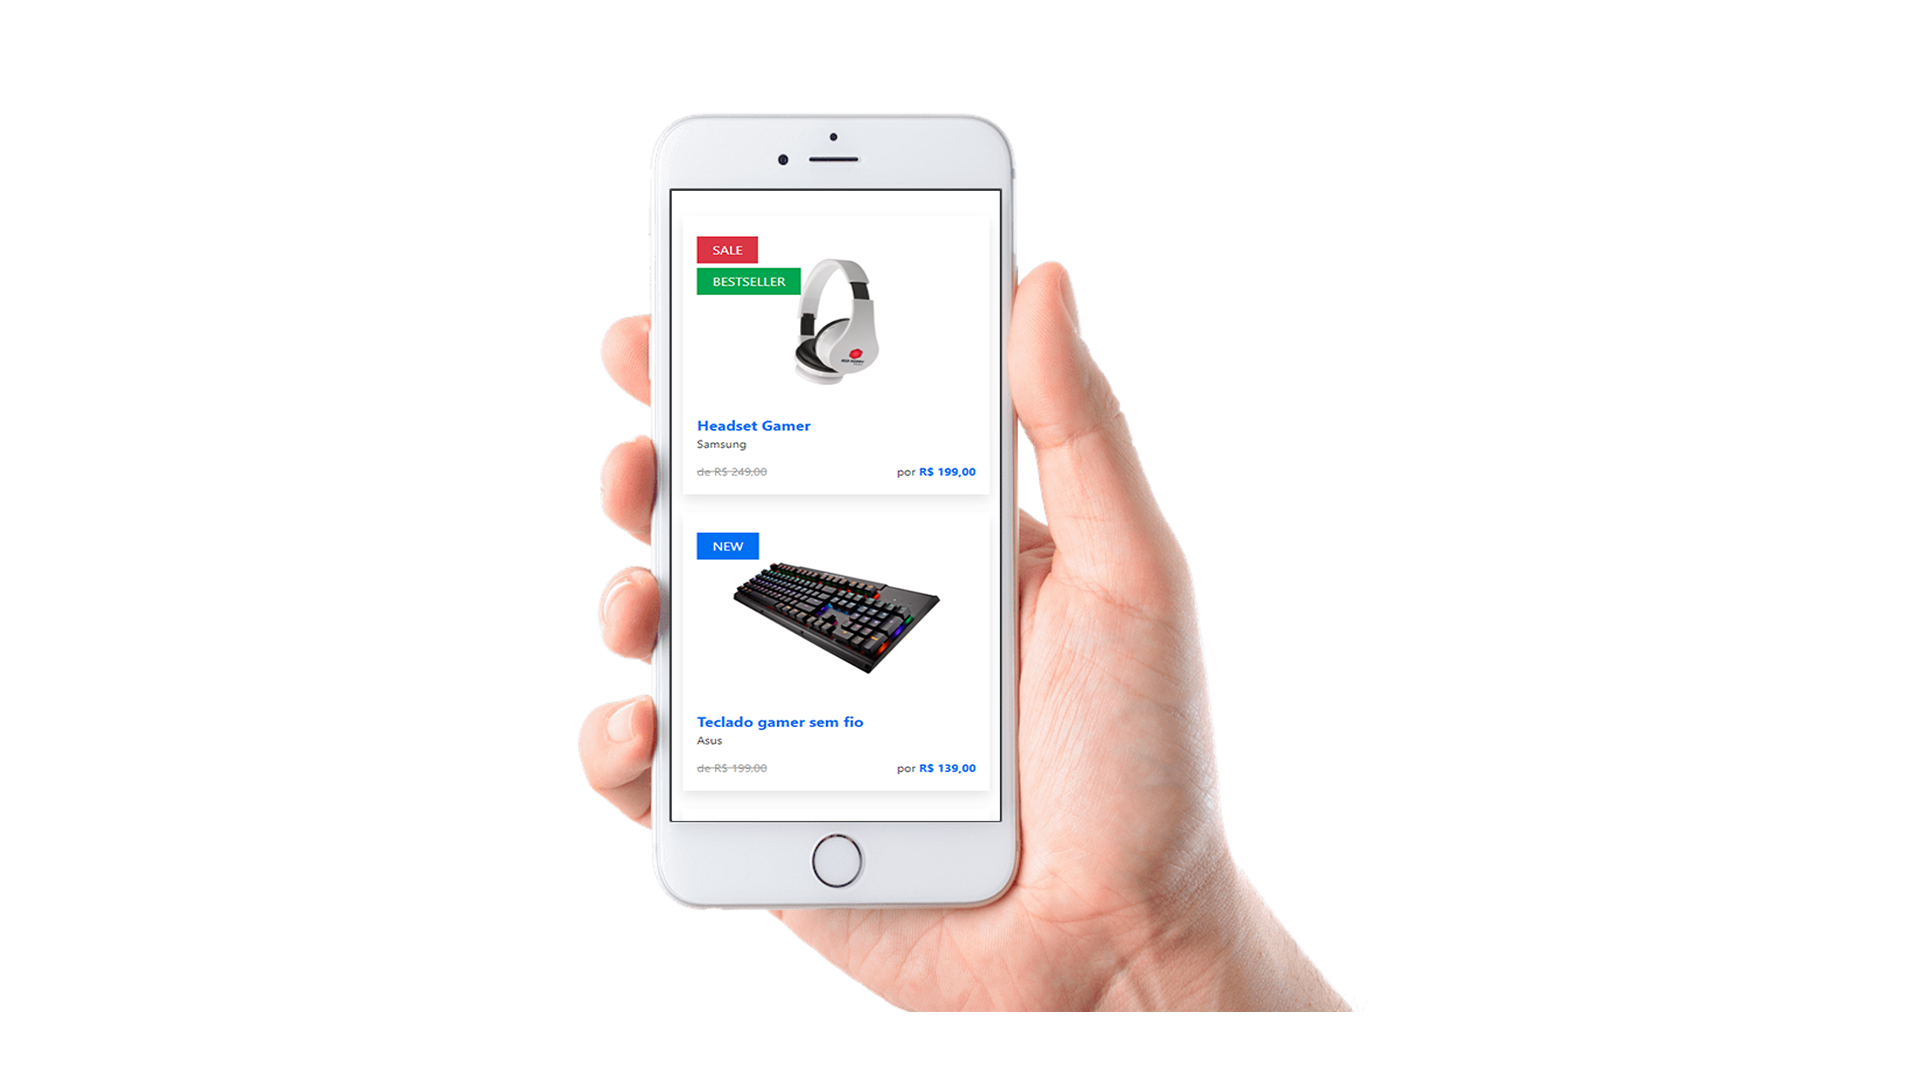 SALE
BESTSELLER
Headset Gamer
Samsung
de R$ 249,00 por R$ 199,00
NEW
Teclado gamer sem fio
Asus
de R$ 199,00 por R$ 139,00